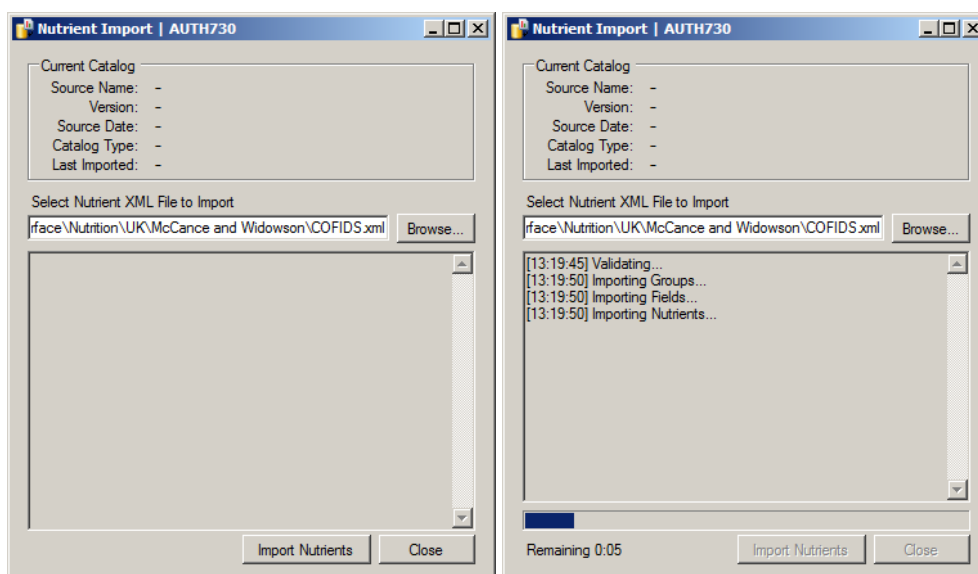 Nutrient Import | AUTH730
Current Catalog
Source Name: -
Version: -
Source Date: -
Catalog Type: -
Last Imported: -
Select Nutrient XML File to Import
rface\Nutrition\UK\McCance and Widowson\COFIDS.xml
Browse...
Import Nutrients
Close
Nutrient Import | AUTH730
Current Catalog
Source Name: -
Version: -
Source Date: -
Catalog Type: -
Last Imported: -
Select Nutrient XML File to Import
rface\Nutrition\UK\McCance and Widowson\COFIDS.xml
Browse...
[13:19:45] Validating...
[13:19:50] Importing Groups...
[13:19:50] Importing Fields...
[13:19:50] Importing Nutrients...
Remaining 0:05
Import Nutrients
Close